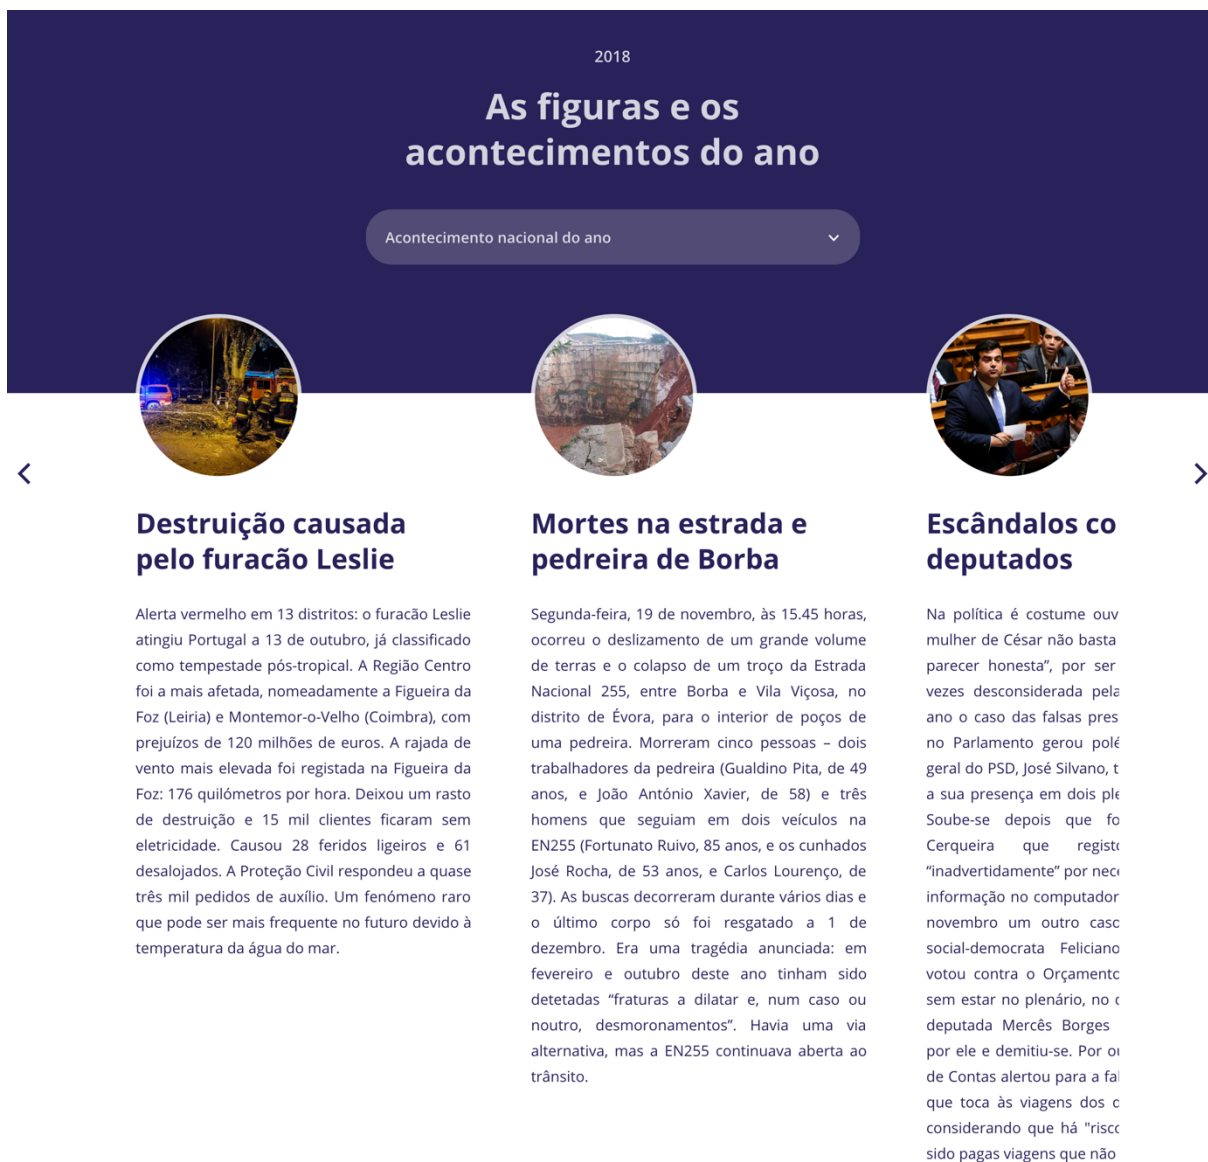 2018
As figuras e os
acontecimentos do ano
Acontecimento nacional do ano
Destruição causada
pelo furacão Leslie
Alerta vermelho em 13 distritos: o furacão Leslie
atingiu Portugal a 13 de outubro, já classificado
como tempestade pós-tropical. A Região Centro
foi a mais afetada, nomeadamente a Figueira da
Foz (Leiria) e Montemor-o-Velho (Coimbra), com
prejuízos de 120 milhões de euros. A rajada de
vento mais elevada foi registada na Figueira da
Foz: 176 quilómetros por hora. Deixou um rasto
de destruição e 15 mil clientes ficaram sem
eletricidade. Causou 28 feridos ligeiros e 61
desalojados. A Proteção Civil respondeu a quase
três mil pedidos de auxílio. Um fenómeno raro
que pode ser mais frequente no futuro devido à
temperatura da água do mar.
Mortes na estrada e
pedreira de Borba
Segunda-feira, 19 de novembro, às 15.45 horas,
ocorreu o deslizamento de um grande volume
de terras e o colapso de um troço da Estrada
Nacional 255, entre Borba e Vila Viçosa, no
distrito de Évora, para o interior de poços de
uma pedreira. Morreram cinco pessoas – dois
trabalhadores da pedreira (Gualdino Pita, de 49
anos, e João António Xavier, de 58) e três
homens que seguiam em dois veículos na
EN255 (Fortunato Ruivo, 85 anos, e os cunhados
José Rocha, de 53 anos, e Carlos Lourenço, de
37). As buscas decorreram durante vários dias e
o último corpo só foi resgatado a 1 de
dezembro. Era uma tragédia anunciada: em
fevereiro e outubro deste ano tinham sido
detetadas “fraturas a dilatar e, num caso ou
noutro, desmoronamentos”. Havia uma via
alternativa, mas a EN255 continuava aberta ao
trânsito.
Escândalos co
deputados
Na política é costume ouv
mulher de César não basta
parecer honesta”, por ser
vezes desconsiderada pela
ano o caso das falsas pres
no Parlamento gerou polé
geral do PSD, José Silvano, t
a sua presença em dois ple
Soube-se depois que fo
Cerqueira que registo
“inadvertidamente” por nece
informação no computador
novembro um outro caso
social-democrata Feliciano
votou contra o Orçamento
sem estar no plenário, no
deputada Mercês Borges
por ele e demitiu-se. Por ou
de Contas alertou para a fal
que toca às viagens dos d
considerando que há "risco
sido pagas viagens que não